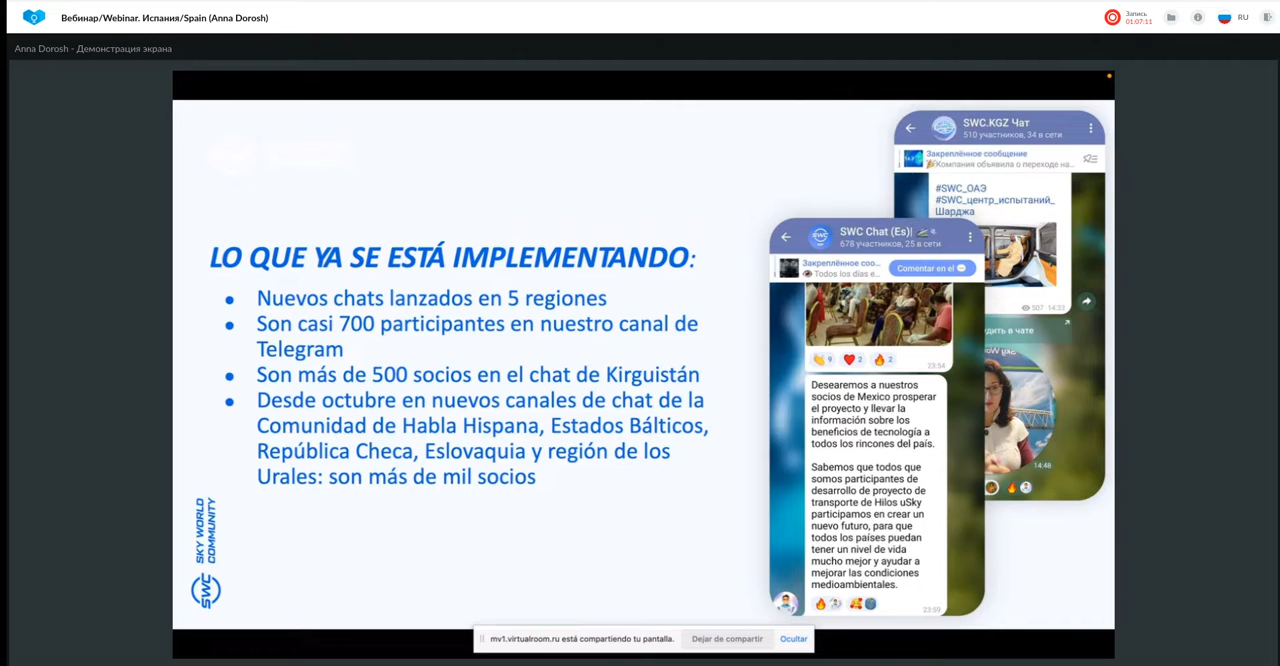 Вебинар/Webinar. Испания/Spain (Anna Dorosh)
Запись
01:07:11
RU
Anna Dorosh - Демонстрация экрана
LO QUE YA SE ESTÁ IMPLEMENTANDO:
• Nuevos chats lanzados en 5 regiones
• Son casi 700 participantes en nuestro canal de
Telegram
• Son más de 500 socios en el chat de Kirguistán
• Desde octubre en nuevos canales de chat de la
Comunidad de Habla Hispana, Estados Bálticos,
República Checa, Eslovaquia y región de los
Urales: son más de mil socios
SKY WORLD
COMMUNITY
SWC
SWC.KGZ Чат
510 участников, 34 в сети
Закреплённое сообщение
Компания объявила о переходе на...
#SWC_ОАЭ
#SWC_центр_испытаний_
Шарджа
507 14:33
дить в чате
14:48
SWC Chat (Es)|
678 участников, 25 в сети
Закреплённое соо...
Todos los días e...
Comentar en el
9 2 2
23:54
Desearemos a nuestros
socios de Mexico prosperar
el proyecto y llevar la
información sobre los
beneficios de tecnología a
todos los rincones del país.
Sabemos que todos que
somos participantes de
desarrollo de proyecto de
transporte de Hilos uSky
participamos en crear un
nuevo futuro, para que
todos los países puedan
tener un nivel de vida
mucho mejor y ayudar a
mejorar las condiciones
medioambientales.
23:59
mv1.virtualroom.ru está compartiendo tu pantalla.
Dejar de compartir
Ocultar